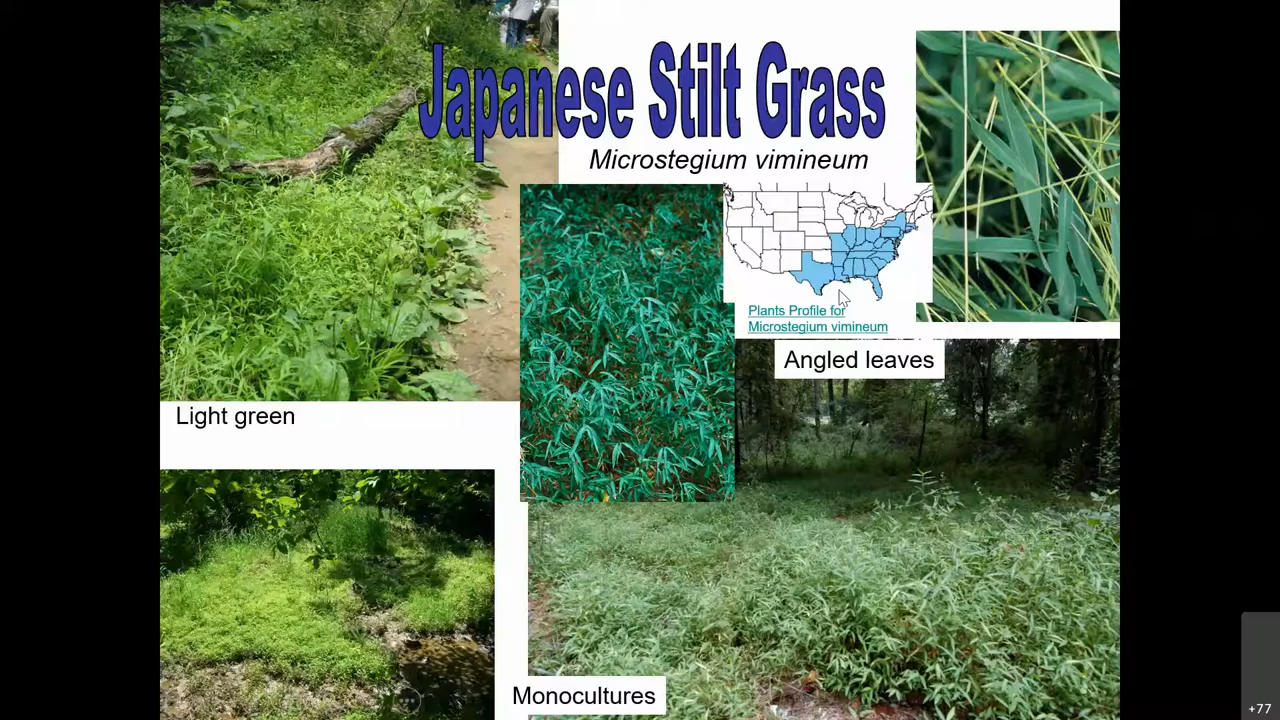 Japanese Stilt Grass
Microstegium vimineum
Plants Profile for
Microstegium vimineum
Angled leaves
Light green
Monocultures
+77